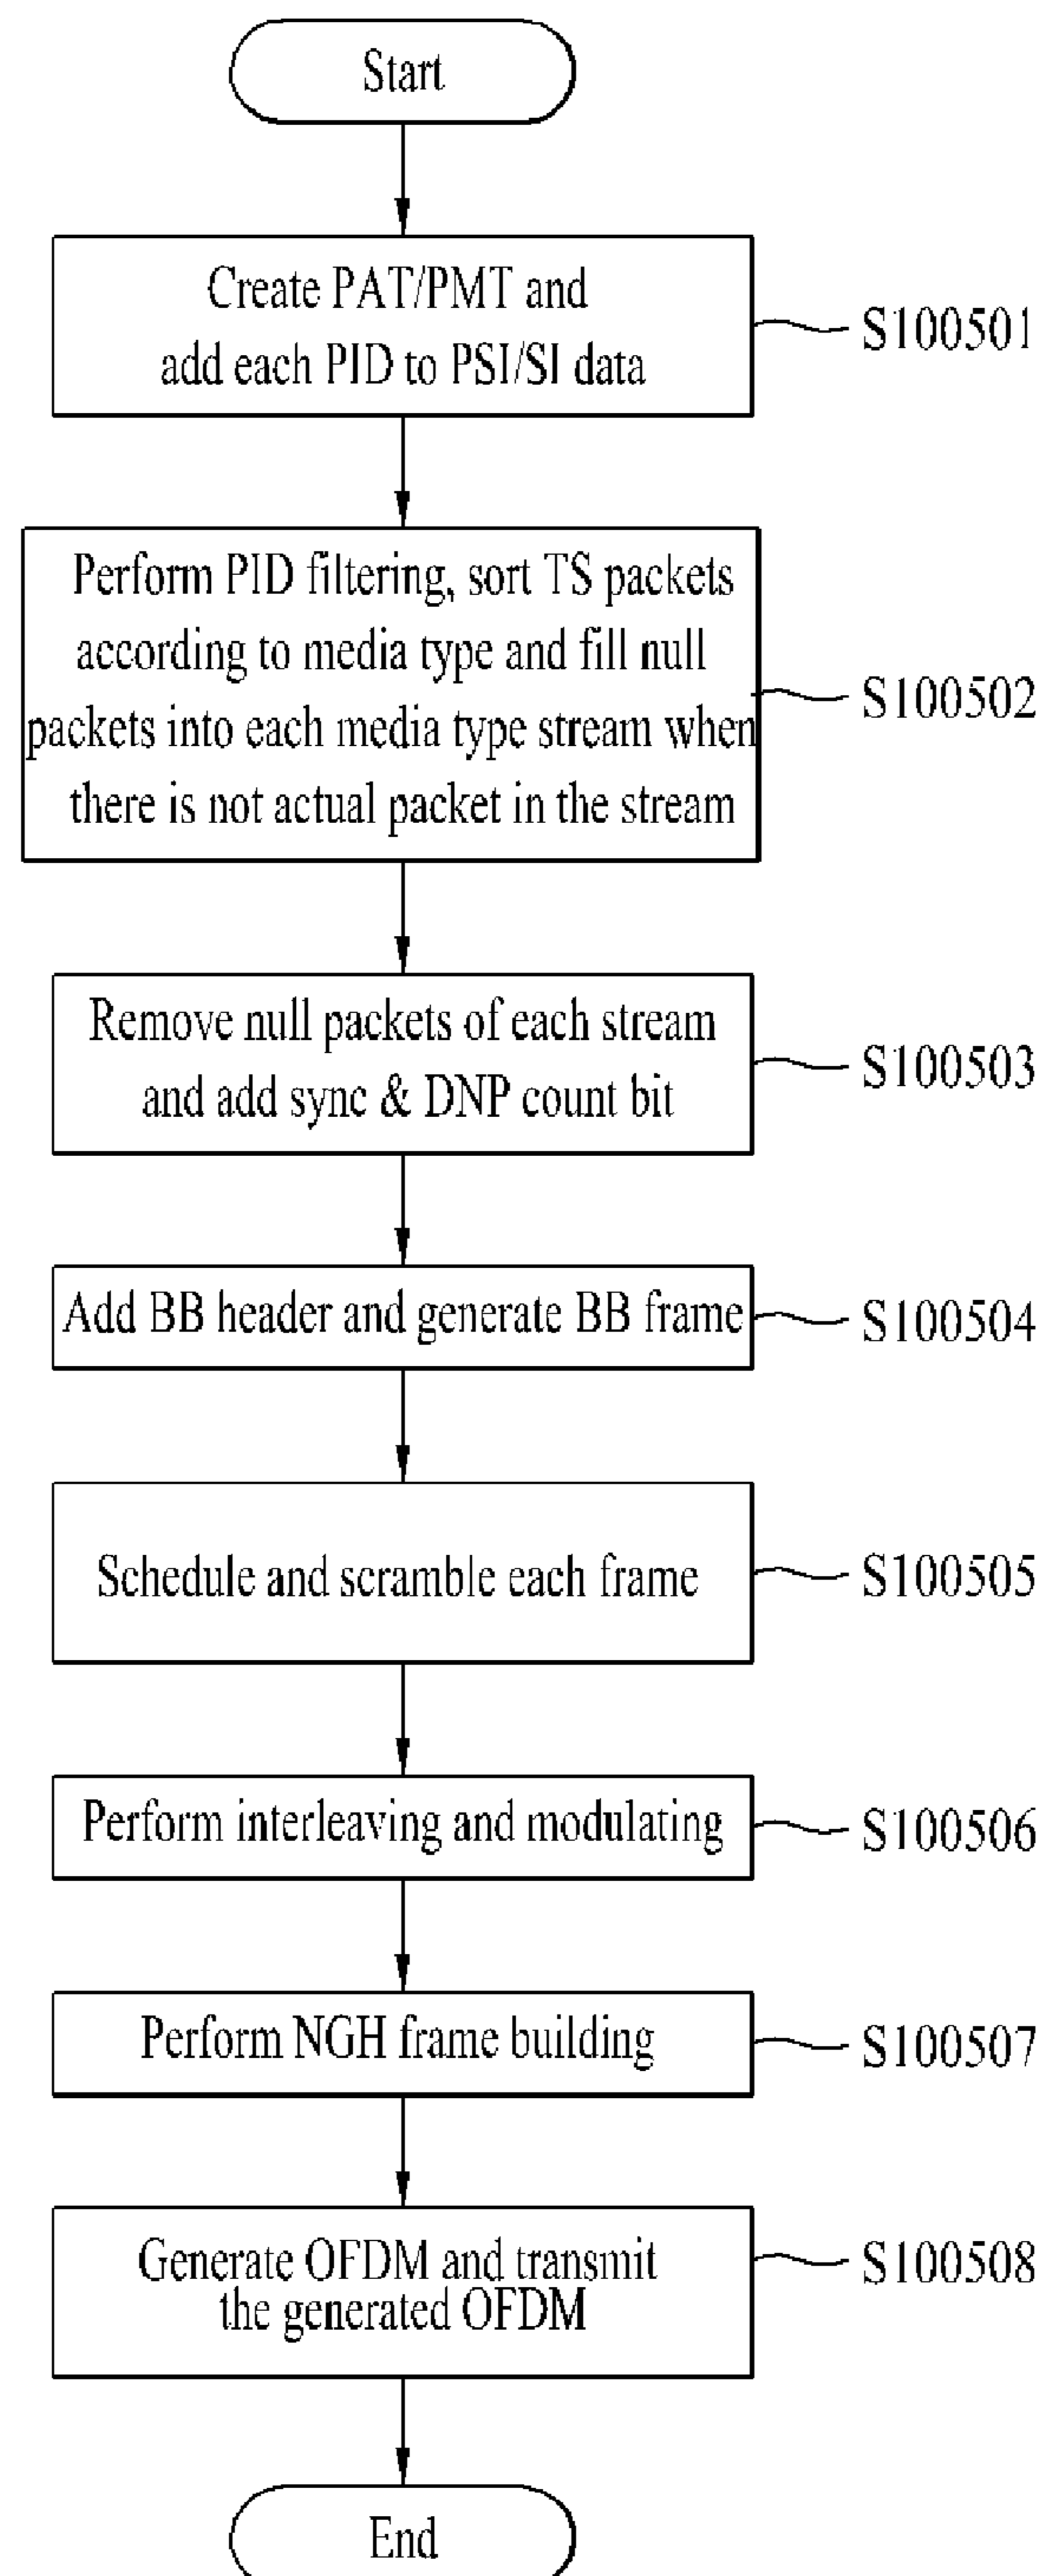 Start
Create PAT/PMT and
add each PID to PSI/SI data
S100501
Perform PID filtering, sort TS packets
according to media type and fill null
packets into each media type stream when
there is not actual packet in the stream
S100502
Remove null packets of each stream
and add sync & DNP count bit
S100503
Add BB header and generate BB frame
S100504
Schedule and scramble each frame
S100505
Perform interleaving and modulating
S100506
Perform NGH frame building
S100507
Generate OFDM and transmit
the generated OFDM
S100508
End